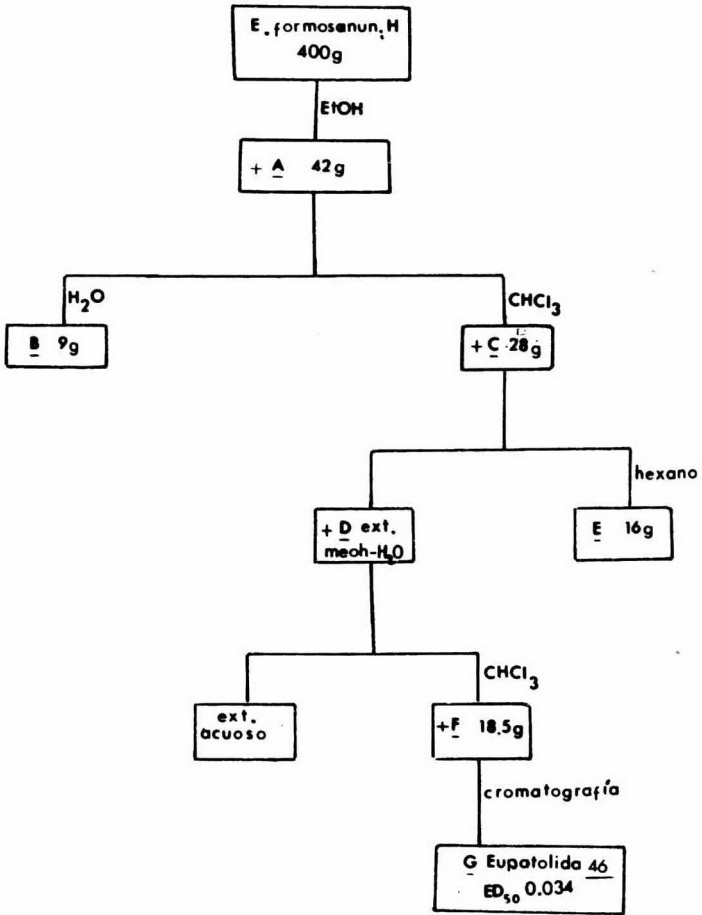 E. formosanun; H
400g
EtOH
+ A 42g
H₂O
CHCl₃
B 9g
+ C 28g
hexano
+ D ext.
meoh-H₂O
E 16g
CHCl₃
ext.
acuoso
+F 18.5g
cromatografía
G Eupatolida 46
ED₅₀ 0.034